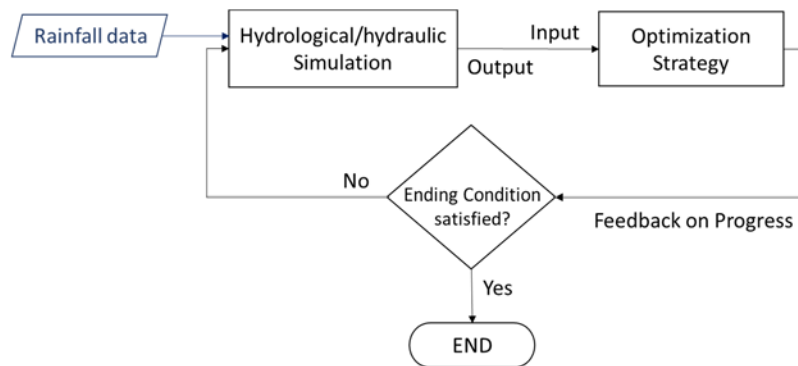 Rainfall data
Hydrological/hydraulic
Simulation
Input
Output
Optimization
Strategy
No
Ending Condition
satisfied?
Feedback on Progress
Yes
END